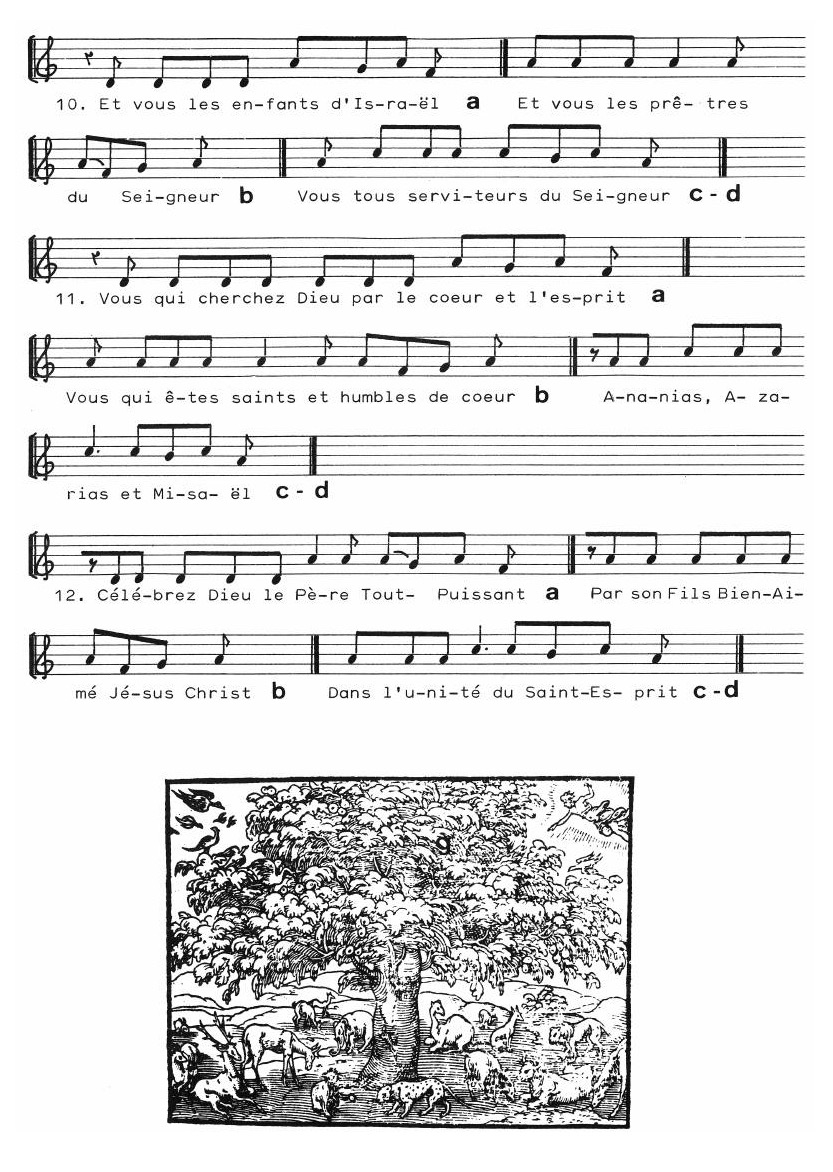 10. Et vous les en-fants d'Is-ra-ël a Et vous les prê- tres
du Sei-gneur b Vous tous servi-teurs du Sei-gneur c - d
11. Vous qui cherchez Dieu par le coeur et l'es-prit a
Vous qui ê-tes saints et humbles de coeur b A-na-nias, A- za-
rias et Mi-sa- ël c - d
12. Célé-brez Dieu le Pè-re Tout- Puissant a Par son Fils Bien-Ai-
mé Jé-sus Christ b Dans l'u-ni-té du Saint-Es- prit c - d